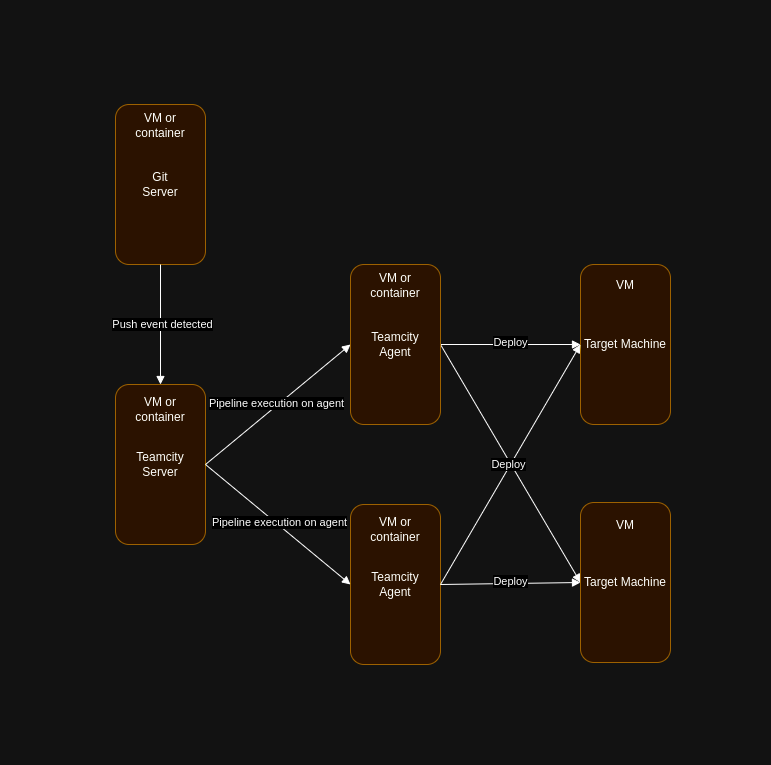 VM or
container
Git
Server
Push event detected
VM or
container
Teamcity
Server
Pipeline execution on agent
Pipeline execution on agent
VM or
container
Teamcity
Agent
VM or
container
Teamcity
Agent
Deploy
Deploy
Deploy
VM
Target Machine
VM
Target Machine